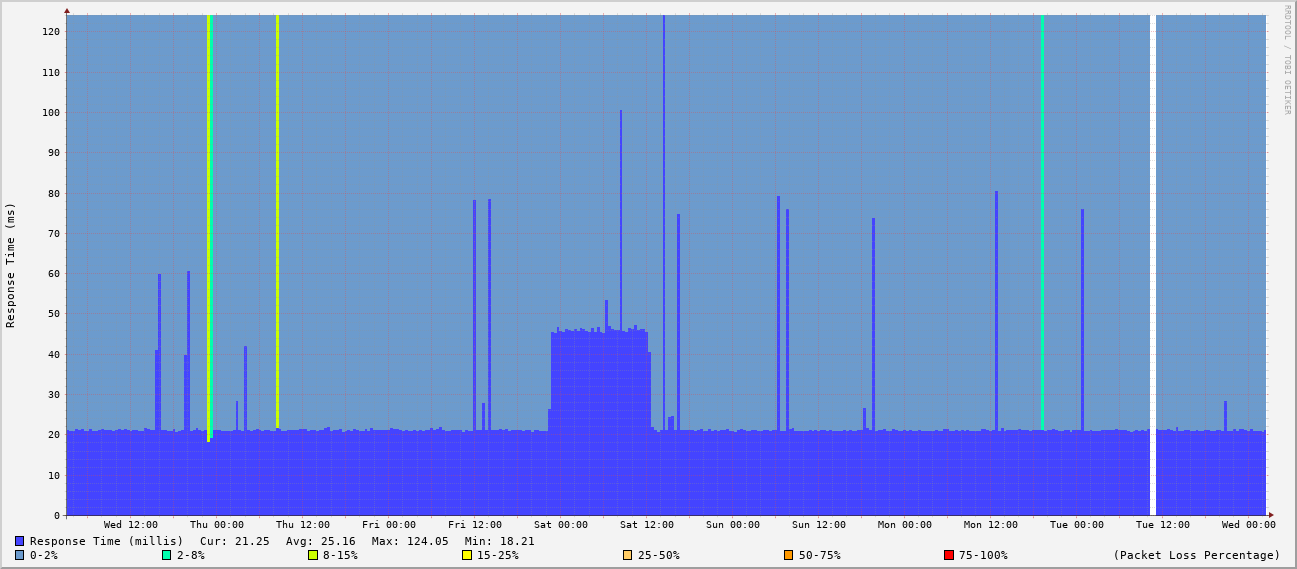 RRDTOOL / TOBI OETIKER
Response Time (ms)
120
110
100
90
80
70
60
50
40
30
20
10
0
Wed 12:00 Thu 00:00 Thu 12:00 Fri 00:00 Fri 12:00 Sat 00:00 Sat 12:00 Sun 00:00 Sun 12:00 Mon 00:00 Mon 12:00 Tue 00:00 Tue 12:00 Wed 00:00
Response Time (millis) Cur: 21.25 Avg: 25.16 Max: 124.05 Min: 18.21
0-2% 2-8% 8-15% 15-25% 25-50% 50-75% 75-100% (Packet Loss Percentage)